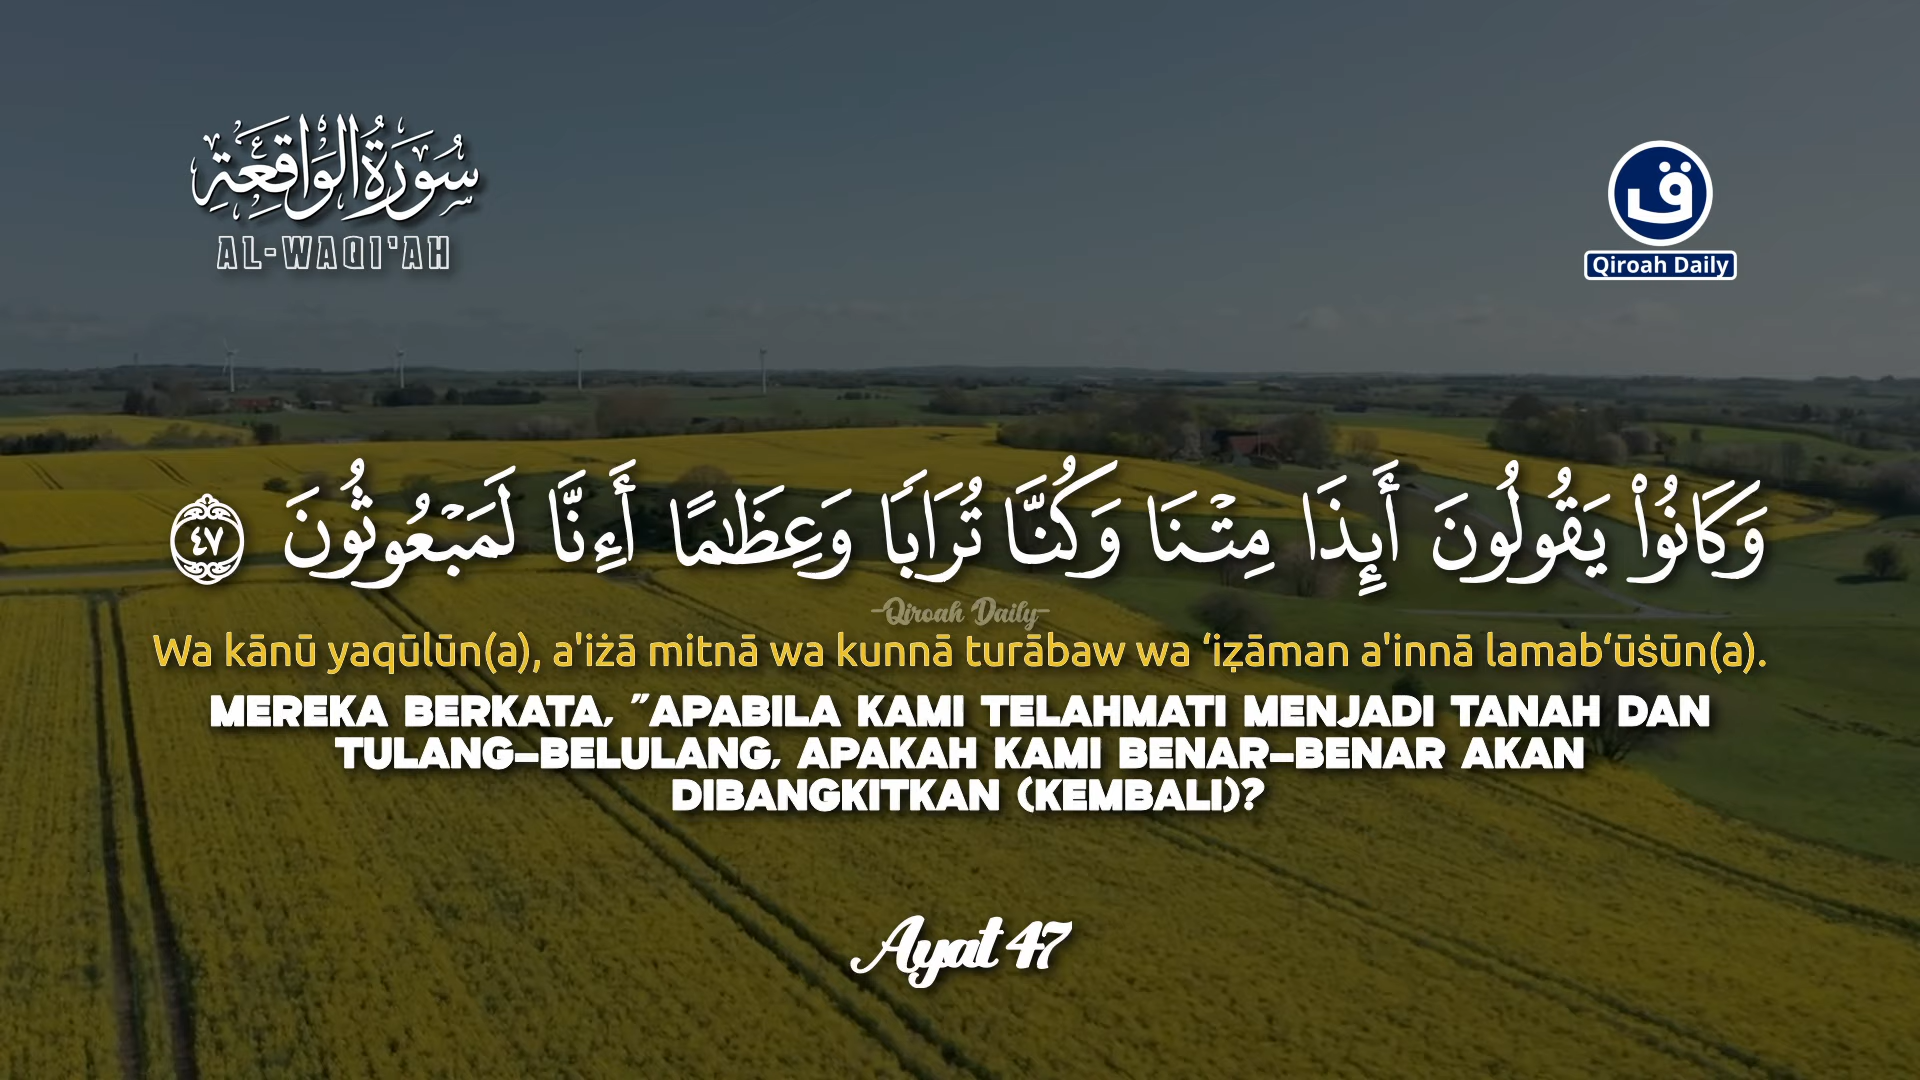 سُورَةُ الْوَاقِعَةِ
AL-WAQI'AH
ق
Qiroah Daily
وَكَانُوا۟ يَقُولُونَ أَئِذَا مِتْنَا وَكُنَّا تُرَابًا وَعِظَٰمًا أَءِنَّا لَمَبْعُوثُونَ ٤٧
Qiroah Daily
Wa kānū yaqūlūn(a), a'iżā mitnā wa kunnā turābaw wa ‘iẓāman a'innā lamab‘ūṡūn(a).
MEREKA BERKATA, "APABILA KAMI TELAHMATI MENJADI TANAH DAN
TULANG-BELULANG, APAKAH KAMI BENAR-BENAR AKAN
DIBANGKITKAN (KEMBALI)?
Ayat 47